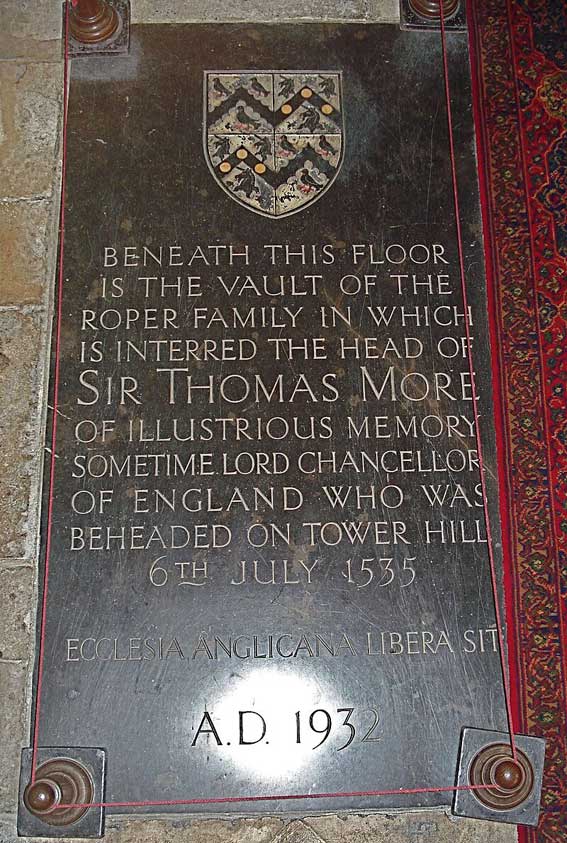 BENEATH THIS FLOOR
IS THE VAULT OF THE
ROPER FAMILY IN WHICH
IS INTERRED THE HEAD OF
SIR THOMAS MORE
OF ILLUSTRIOUS MEMORY
SOMETIME LORD CHANCELLOR
OF ENGLAND WHO WAS
BEHEADED ON TOWER HILL
6TH JULY 1535
ECCLESIA ANGLICANA LIBERA SIT
A.D. 1932